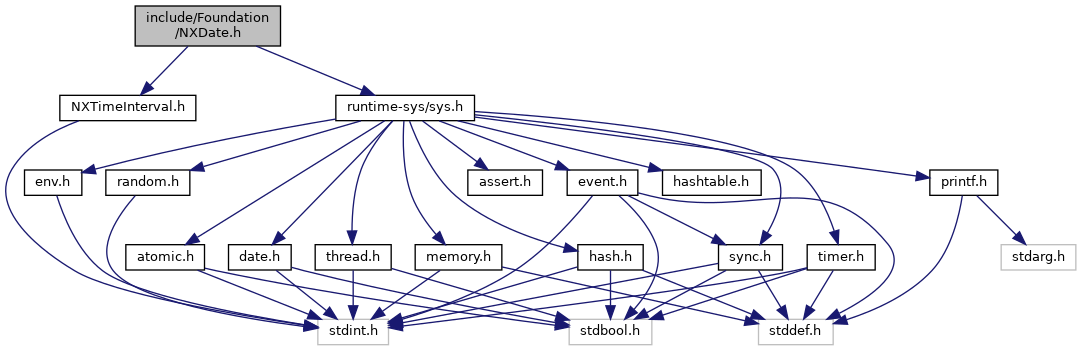 include/Foundation
/NXDate.h
NXTimeInterval.h
runtime-sys/sys.h
env.h
random.h
assert.h
event.h
hashtable.h
printf.h
atomic.h
date.h
thread.h
memory.h
hash.h
sync.h
timer.h
stdarg.h
stdint.h
stdbool.h
stddef.h